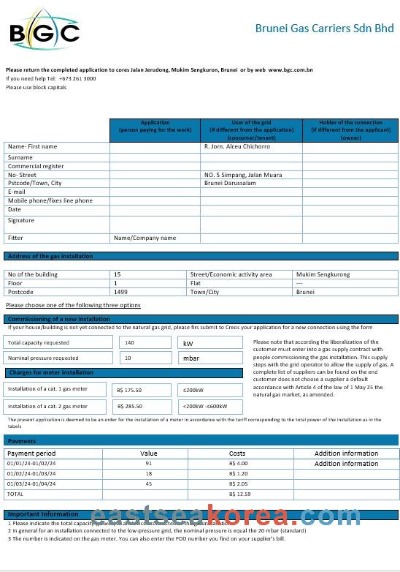 BGC
Brunei Gas Carriers Sdn Bhd
Please return the completed application to cores Jalan Jerudong, Mukim Sengkuron, Brunei or by web www.bgc.com.bn
If you need help Tel: +673 261 3000
Please use block capitals
Application
(person paying for the work)
User of the grid
(if different from the application)
(consumer/tenant)
Holder of the connection
(if different from the applicant)
(owner)
Name- First name R. Jorn. Alceu Chichorro
Surname
Commercial register
No- Street NO. 5 Simpang, Jalan Muara
Pstcode/Town, City Brunei Darussalam
E-mail
Mobile phone/fixes line phone
Date
Signature
Fitter Name/Company name
Address of the gas installation
No of the building 15 Street/Economic activity area Mukim Sengkurong
Floor 1 Flat ---
Postcode 1499 Town/City Brunei
Please choose one of the following three options
Commissioning of a new installation
If your house/building is not yet connected to the natural gas grid, please firs submit to Creos your application for a new connection using the form
Total capacity requested 140 kW
Nominal pressure requested 10 mbar
Charges for meter installation
Installation of a cat. 1 gas meter B$ 175.50 ≤200kW
Installation of a cat. 2 gas meter B$ 285.50 <200kW -≤600kW
Please note that according the liberalization of the
customer must enter into a gas supply contract with
people commissioning the gas installation. This supply
stops with the grid operator to allow the supply of gas. A
complete list of suppliers can be found on the end
customer does not choose a supplier a default
accordance with Article 4 of the law of 1 May 25 the
natural gas market, as amended.
The present application is deemed to be an order for the installation of a meter in accordance with the tariff corresponding to the total power of the installation as in the
labels
Payments
Payment period Value Costs Addition information
01/01/24-01/02/24 91 B$ 4.00 Addition information
01/02/24-01/03/24 18 B$ 1.20
01/03/24-01/04/24 45 B$ 2.05
TOTAL B$ 12.59
Important Information
1 Please indicate the total capacity
2 In general for an installation connected to the low-pressure grid, the nominal pressure is equal the 20 mbar (standard)
3 The number is indicated on the gas meter. You can also enter the POD number you find on your supplier's bill.
eastseakorea.com